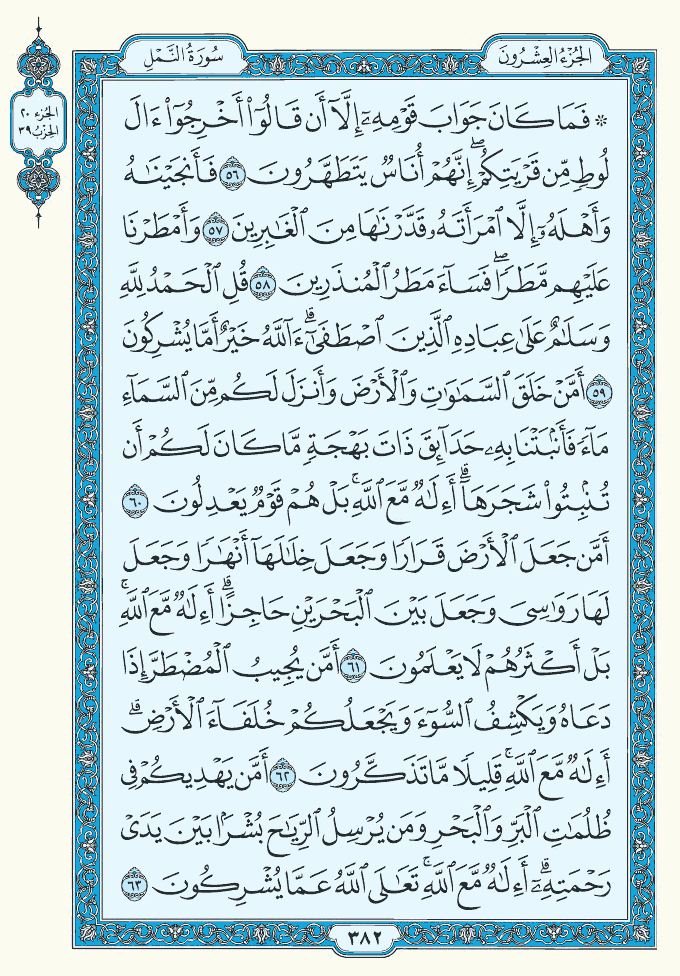 الجُزْءُ العِشْرُونَ
سُورَةُ النَّمْلِ
الجزء ٢٠
الحزب ٣٩
۞ فَمَا كَانَ جَوَابَ قَوْمِهِۦٓ إِلَّآ أَن قَالُوٓا۟ أَخْرِجُوٓا۟ ءَالَ
لُوطٍ مِّن قَرْيَتِكُمْ ۖ إِنَّهُمْ أُنَاسٌ يَتَطَهَّرُونَ ٥٦ فَأَنجَيْنَـٰهُ
وَأَهْلَهُۥٓ إِلَّا ٱمْرَأَتَهُۥ قَدَّرْنَـٰهَا مِنَ ٱلْغَـٰبِرِينَ ٥٧ وَأَمْطَرْنَا
عَلَيْهِم مَّطَرًا ۖ فَسَآءَ مَطَرُ ٱلْمُنذَرِينَ ٥٨ قُلِ ٱلْحَمْدُ لِلَّهِ
وَسَلَـٰمٌ عَلَىٰ عِبَادِهِ ٱلَّذِينَ ٱصْطَفَىٰٓ ۗ ءَآللَّهُ خَيْرٌ أَمَّا يُشْرِكُونَ
٥٩ أَمَّنْ خَلَقَ ٱلسَّمَـٰوَٰتِ وَٱلْأَرْضَ وَأَنزَلَ لَكُم مِّنَ ٱلسَّمَآءِ
مَآءً فَأَنۢبَتْنَا بِهِۦ حَدَآئِقَ ذَاتَ بَهْجَةٍ مَّا كَانَ لَكُمْ أَن
تُنۢبِتُوا۟ شَجَرَهَآ ۗ أَءِلَـٰهٌ مَّعَ ٱللَّهِ ۚ بَلْ هُمْ قَوْمٌ يَعْدِلُونَ ٦٠
أَمَّن جَعَلَ ٱلْأَرْضَ قَرَارًا وَجَعَلَ خِلَـٰلَهَآ أَنْهَـٰرًا وَجَعَلَ
لَهَا رَوَٰسِىَ وَجَعَلَ بَيْنَ ٱلْبَحْرَيْنِ حَاجِزًا ۗ أَءِلَـٰهٌ مَّعَ ٱللَّهِ ۚ
بَلْ أَكْثَرُهُمْ لَا يَعْلَمُونَ ٦١ أَمَّن يُجِيبُ ٱلْمُضْطَرَّ إِذَا
دَعَاهُ وَيَكْشِفُ ٱلسُّوٓءَ وَيَجْعَلُكُمْ خُلَفَآءَ ٱلْأَرْضِ ۗ
أَءِلَـٰهٌ مَّعَ ٱللَّهِ ۚ قَلِيلًا مَّا تَذَكَّرُونَ ٦٢ أَمَّن يَهْدِيكُمْ فِى
ظُلُمَـٰتِ ٱلْبَرِّ وَٱلْبَحْرِ وَمَن يُرْسِلُ ٱلرِّيَـٰحَ بُشْرًۢا بَيْنَ يَدَىْ
رَحْمَتِهِۦٓ ۗ أَءِلَـٰهٌ مَّعَ ٱللَّهِ ۚ تَعَـٰلَى ٱللَّهُ عَمَّا يُشْرِكُونَ ٦٣
٣٨٢